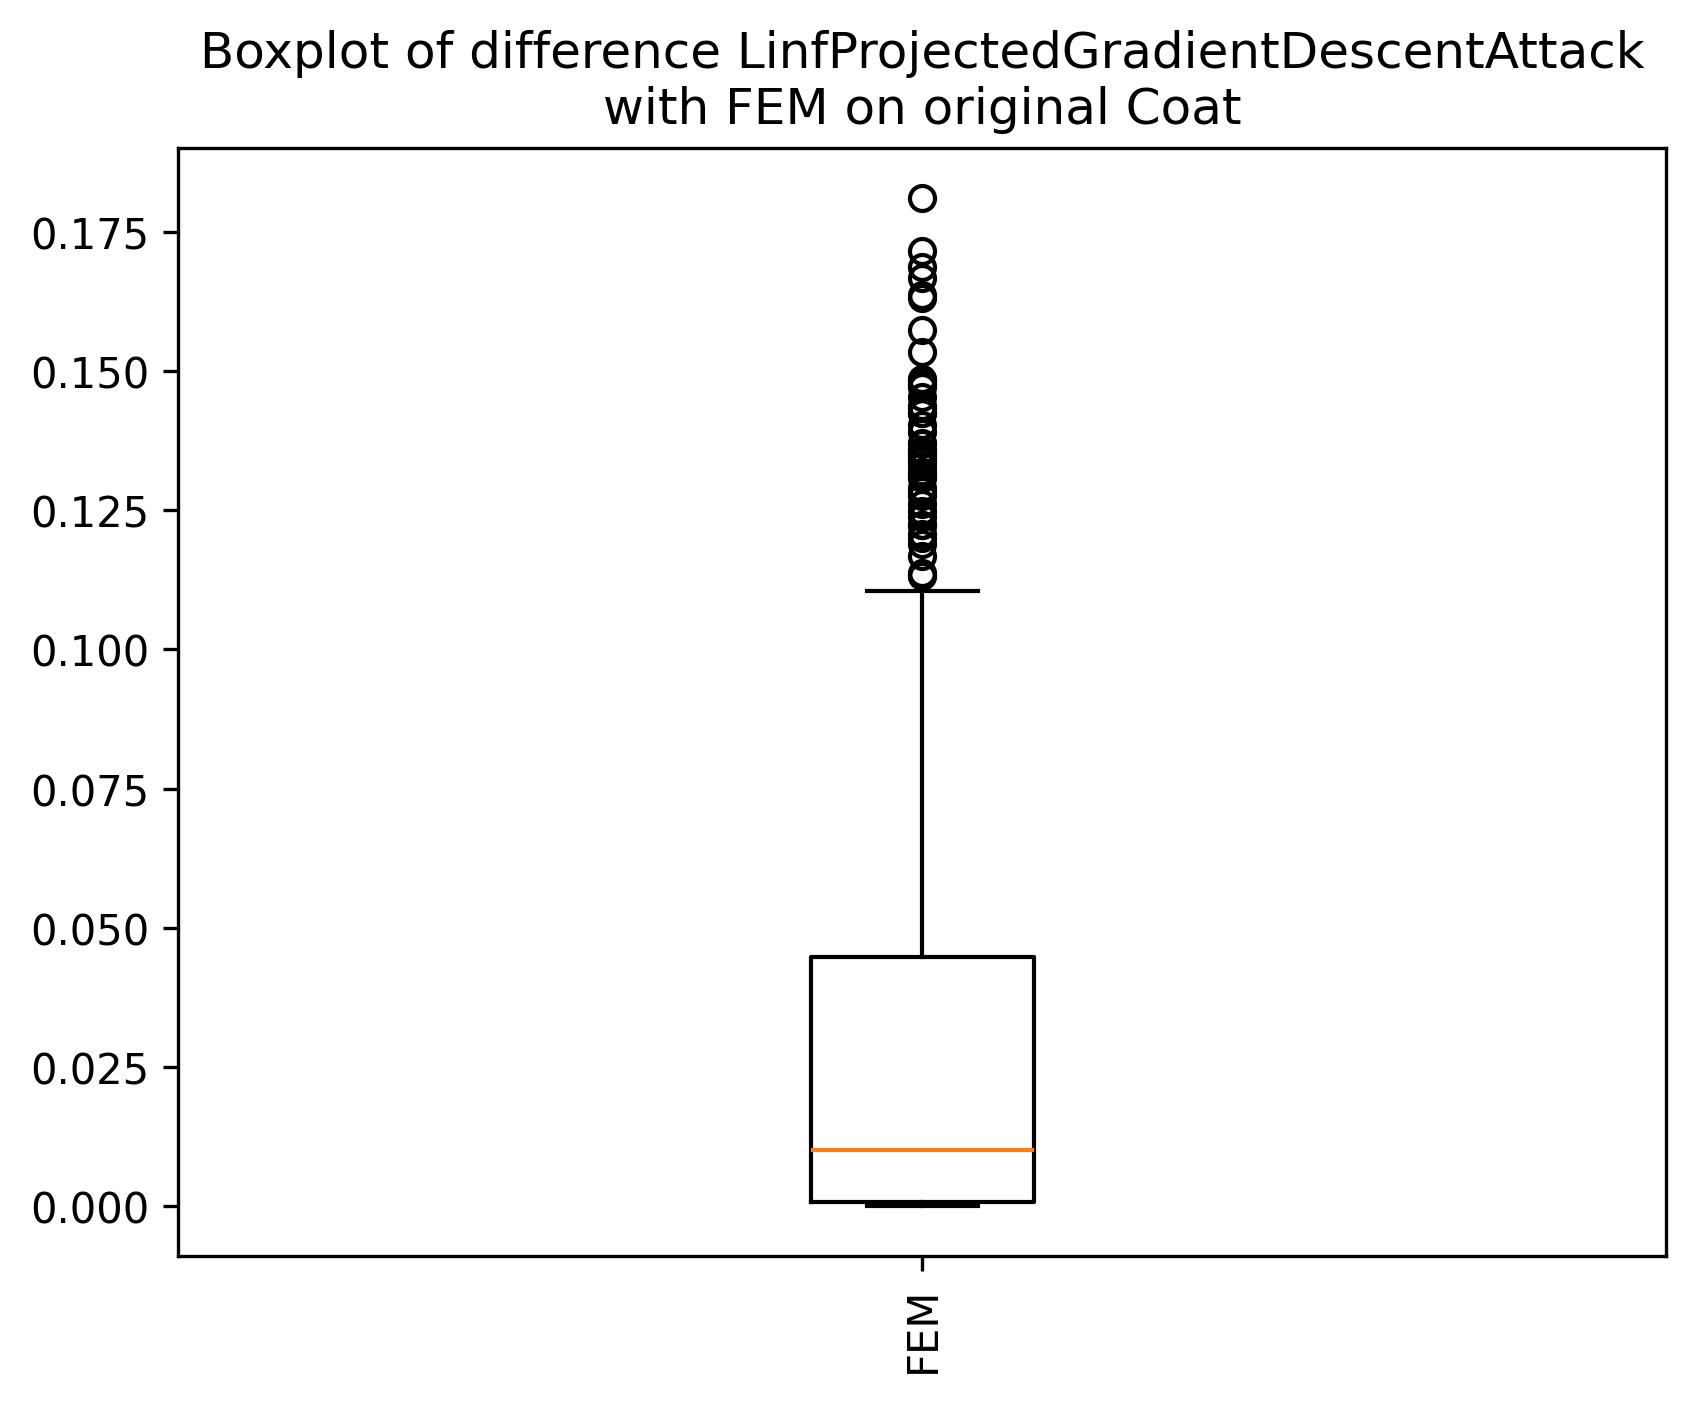 Boxplot of difference LinfProjectedGradientDescentAttack
with FEM on original Coat
0.175
0.150
0.125
0.100
0.075
0.050
0.025
0.000
FEM